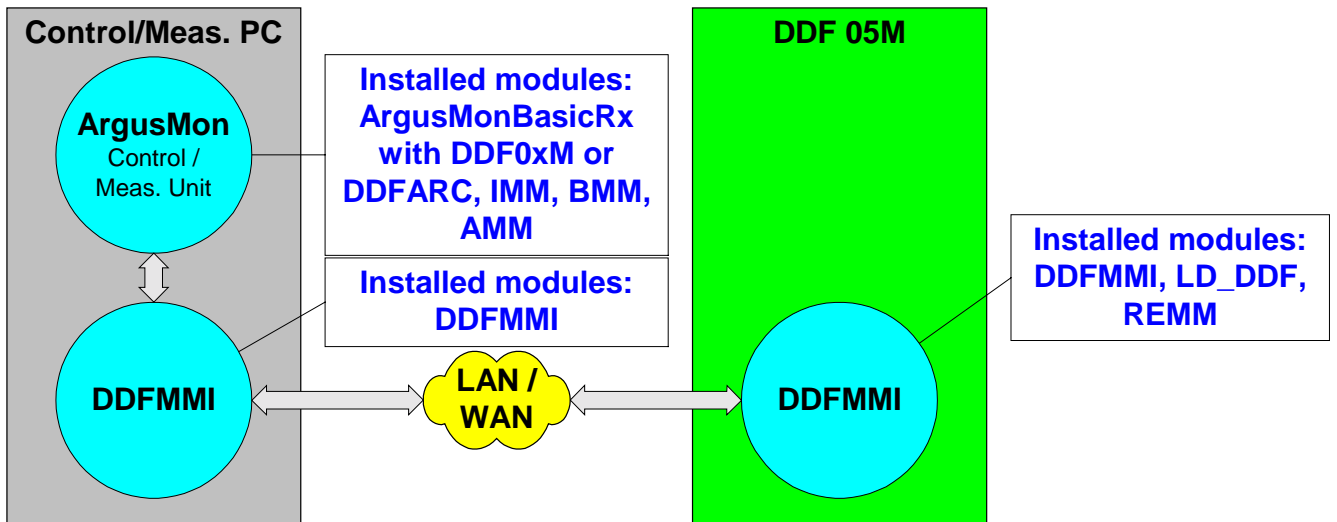 Control/Meas. PC
ArgusMon
Control /
Meas. Unit
Installed modules:
ArgusMonBasicRx
with DDF0xM or
DDFARC, IMM, BMM,
AMM
Installed modules:
DDFMMI
DDFMMI
LAN /
WAN
DDF 05M
DDFMMI
Installed modules:
DDFMMI, LD_DDF,
REMM